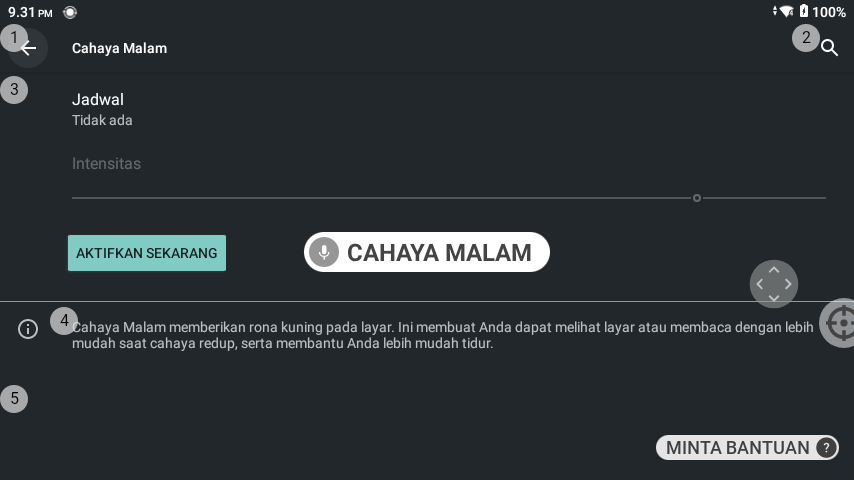 9.31 PM
100%
1
Cahaya Malam
2
3
Jadwal
Tidak ada
Intensitas
AKTIFKAN SEKARANG
CAHAYA MALAM
4
Cahaya Malam memberikan rona kuning pada layar. Ini membuat Anda dapat melihat layar atau membaca dengan lebih
mudah saat cahaya redup, serta membantu Anda lebih mudah tidur.
5
MINTA BANTUAN ?